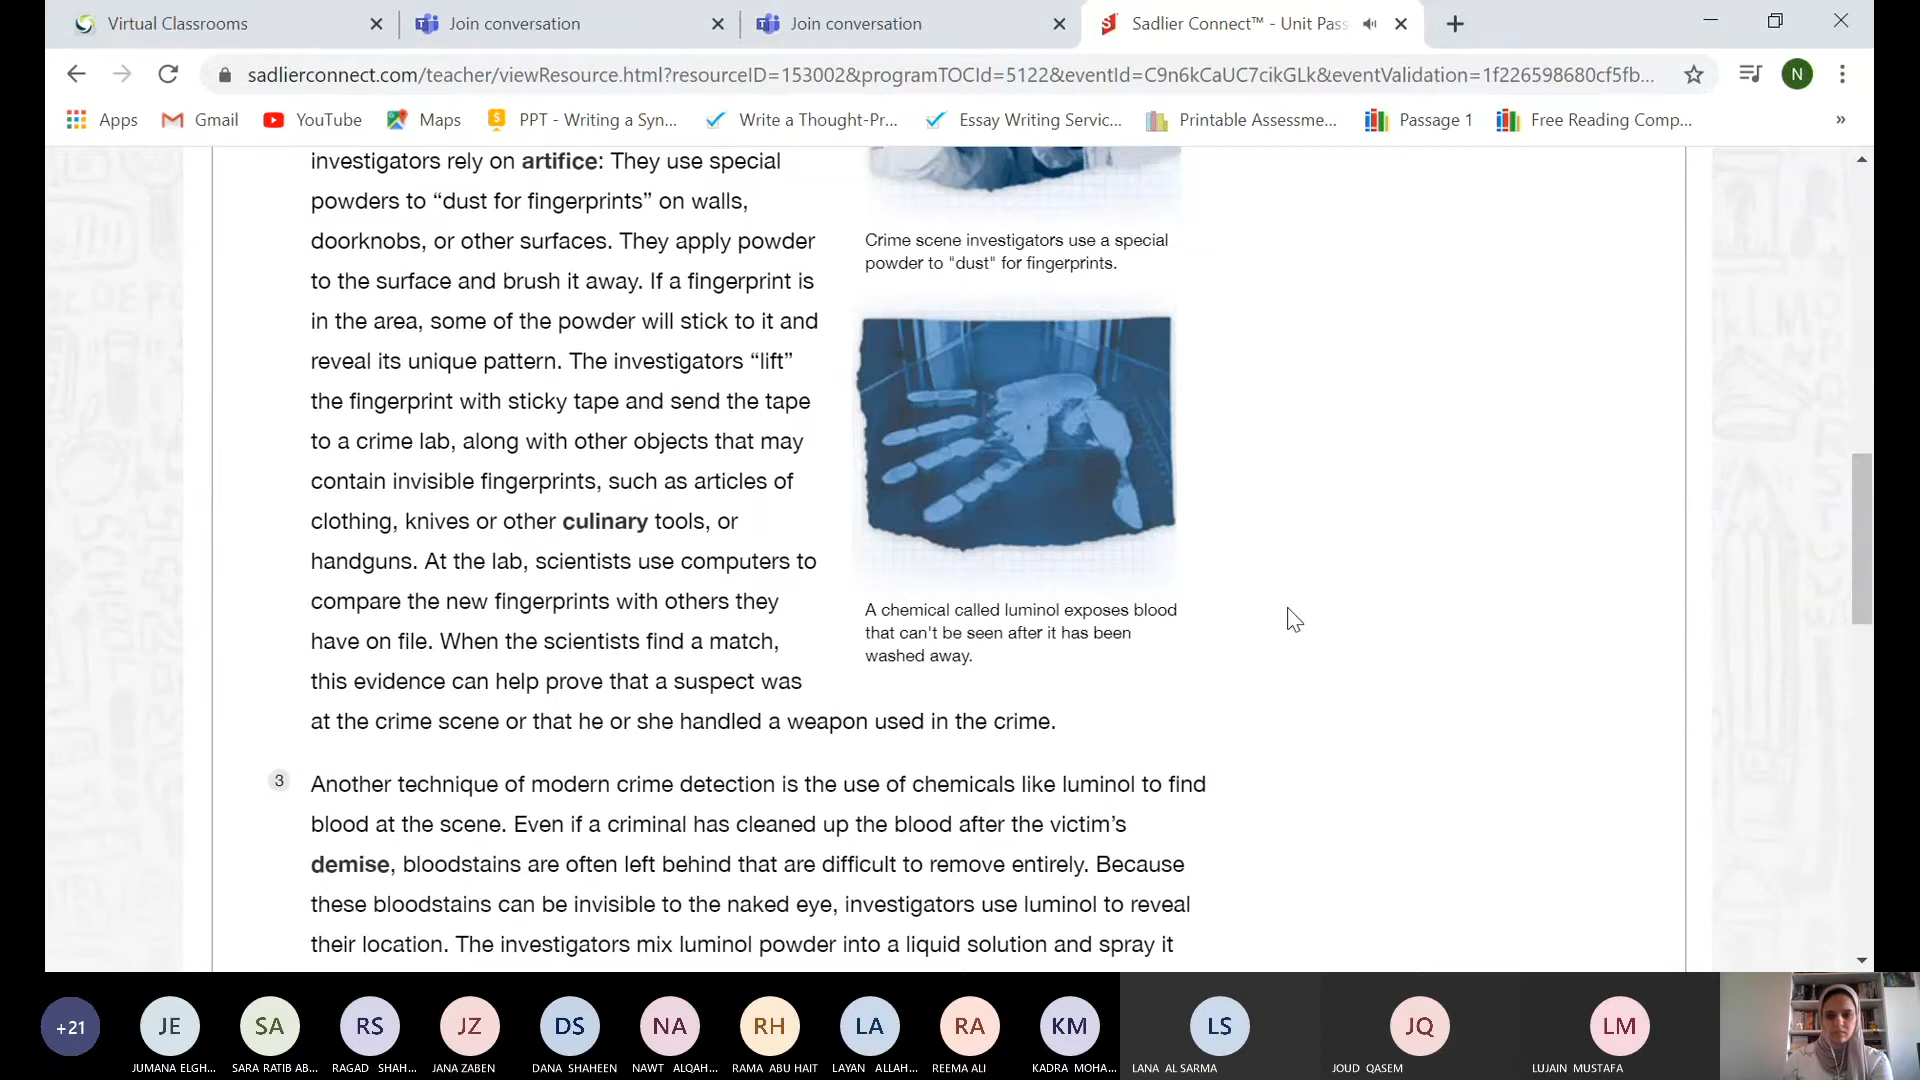 Virtual Classrooms
Join conversation
Join conversation
Sadlier Connect™ - Unit Pass
sadlierconnect.com/teacher/viewResource.html?resourceID=153002&programTOCId=5122&eventId=C9n6kCaUC7cikGLk&eventValidation=1f226598680cf5fb...
N
Apps
Gmail
YouTube
Maps
PPT - Writing a Syn...
Write a Thought-Pr...
Essay Writing Servic...
Printable Assessme...
Passage 1
Free Reading Comp...
»
investigators rely on artifice: They use special
powders to “dust for fingerprints” on walls,
doorknobs, or other surfaces. They apply powder
to the surface and brush it away. If a fingerprint is
in the area, some of the powder will stick to it and
reveal its unique pattern. The investigators “lift”
the fingerprint with sticky tape and send the tape
to a crime lab, along with other objects that may
contain invisible fingerprints, such as articles of
clothing, knives or other culinary tools, or
handguns. At the lab, scientists use computers to
compare the new fingerprints with others they
have on file. When the scientists find a match,
this evidence can help prove that a suspect was
at the crime scene or that he or she handled a weapon used in the crime.
Crime scene investigators use a special
powder to "dust" for fingerprints.
A chemical called luminol exposes blood
that can't be seen after it has been
washed away.
3
Another technique of modern crime detection is the use of chemicals like luminol to find
blood at the scene. Even if a criminal has cleaned up the blood after the victim’s
demise, bloodstains are often left behind that are difficult to remove entirely. Because
these bloodstains can be invisible to the naked eye, investigators use luminol to reveal
their location. The investigators mix luminol powder into a liquid solution and spray it
+21
JE
SA
RS
JZ
DS
NA
RH
LA
RA
KM
LS
JQ
LM
JUMANA ELGH...
SARA RATIB AB...
RAGAD SHAH...
JANA ZABEN
DANA SHAHEEN
NAWT ALQAH...
RAMA ABU HAIT
LAYAN ALLAH...
REEMA ALI
KADRA MOHA...
LANA AL SARMA
JOUD QASEM
LUJAIN MUSTAFA